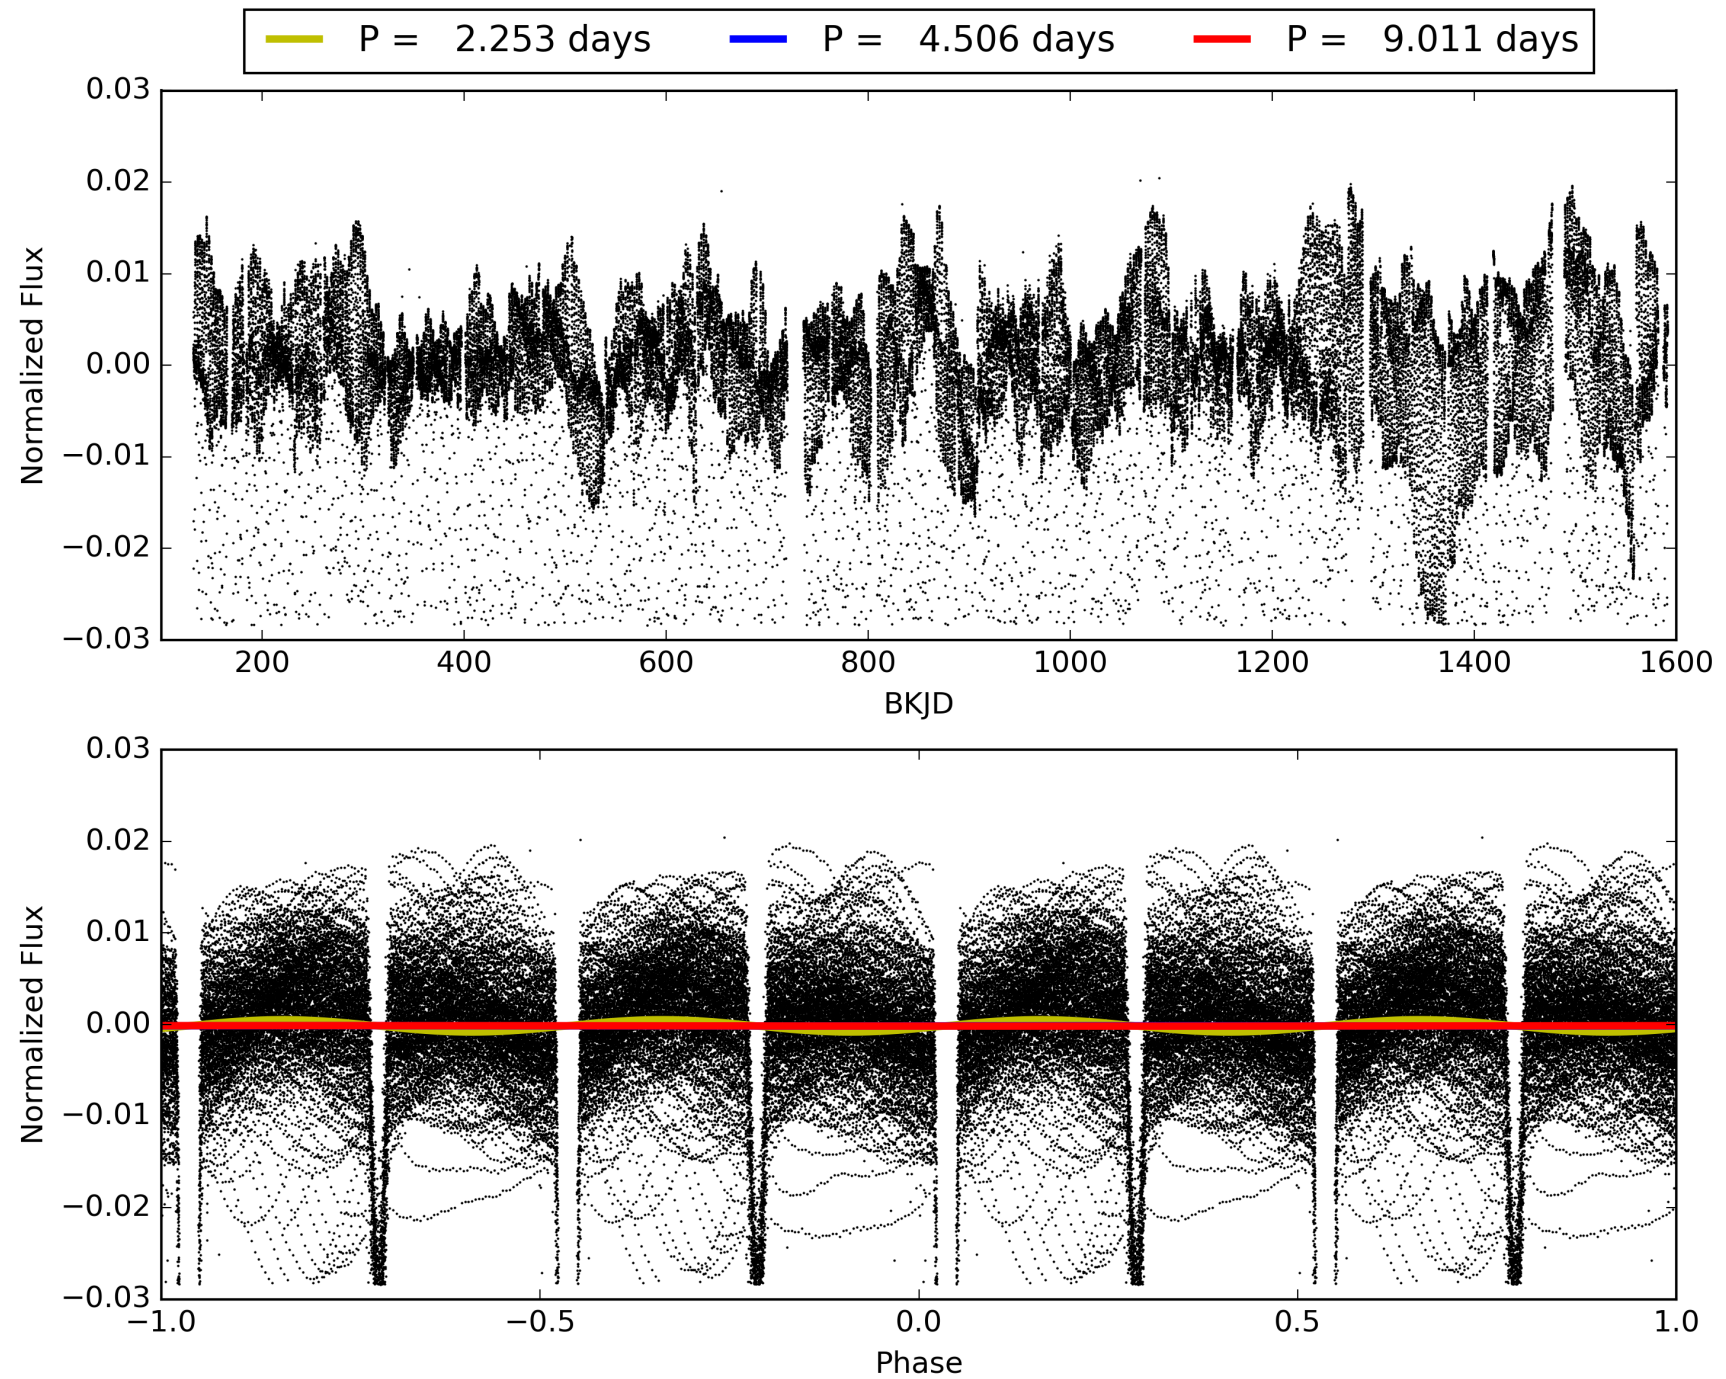 P = 2.253 days P = 4.506 days P = 9.011 days
0.03
0.02
0.01
0.00
−0.01
−0.02
−0.03
Normalized Flux
200 400 600 800 1000 1200 1400 1600
BKJD
0.03
0.02
0.01
0.00
−0.01
−0.02
−0.03
Normalized Flux
−1.0 −0.5 0.0 0.5 1.0
Phase